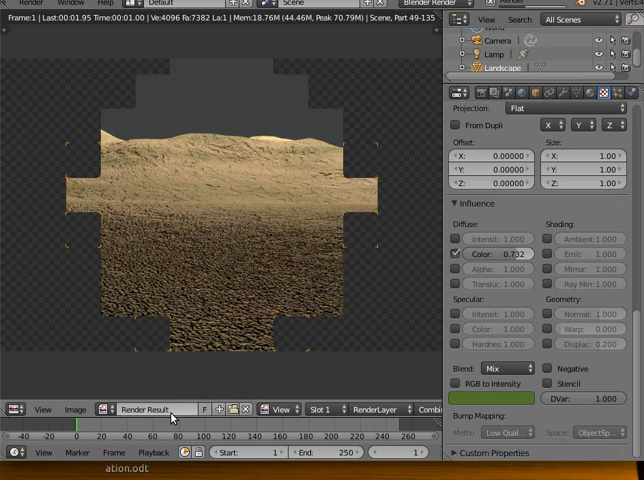 Render Window Help Default Scene Blender Render v2.71 | Verts:4
Frame:1 | Last:00:01.95 Time:00:01.00 | Mem:18.76M (44.46M, Peak 70.79M) | Scene, Part 49-135
Ve:4096 Fa:7382 La:1
View Search All Scenes
Camera
Lamp
Landscape
Projection: Flat
From Dupli X Y Z
Offset: Size:
X: 0.00000 X: 1.00
Y: 0.00000 Y: 1.00
Z: 0.00000 Z: 1.00
Influence
Diffuse: Shading:
Intensit: 1.000 Ambient: 1.000
Color: 0.732 Emit: 1.000
Alpha: 1.000 Mirror: 1.000
Transluc: 1.000 Ray Mirr: 1.000
Specular: Geometry:
Intensit: 1.000 Normal: 1.000
Color: 1.000 Warp: 0.000
Hardnes: 1.000 Displac: 0.200
Blend: Mix Negative
RGB to Intensity Stencil
DVar: 1.000
Bump Mapping:
Metho Low Qual... Space: ObjectSp...
Custom Properties
View Image Render Result F View Slot 1 RenderLayer Combi
-40 -20 0 20 40 60 80 100 120 140 160 180 200 220 240 260
View Marker Frame Playback Start: 1 End: 250 1
ation.odt